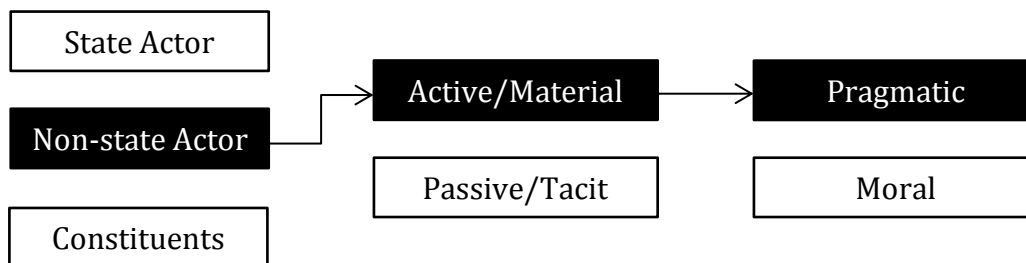 State Actor
Non-state Actor
Constituents
Active/Material
Passive/Tacit
Pragmatic
Moral